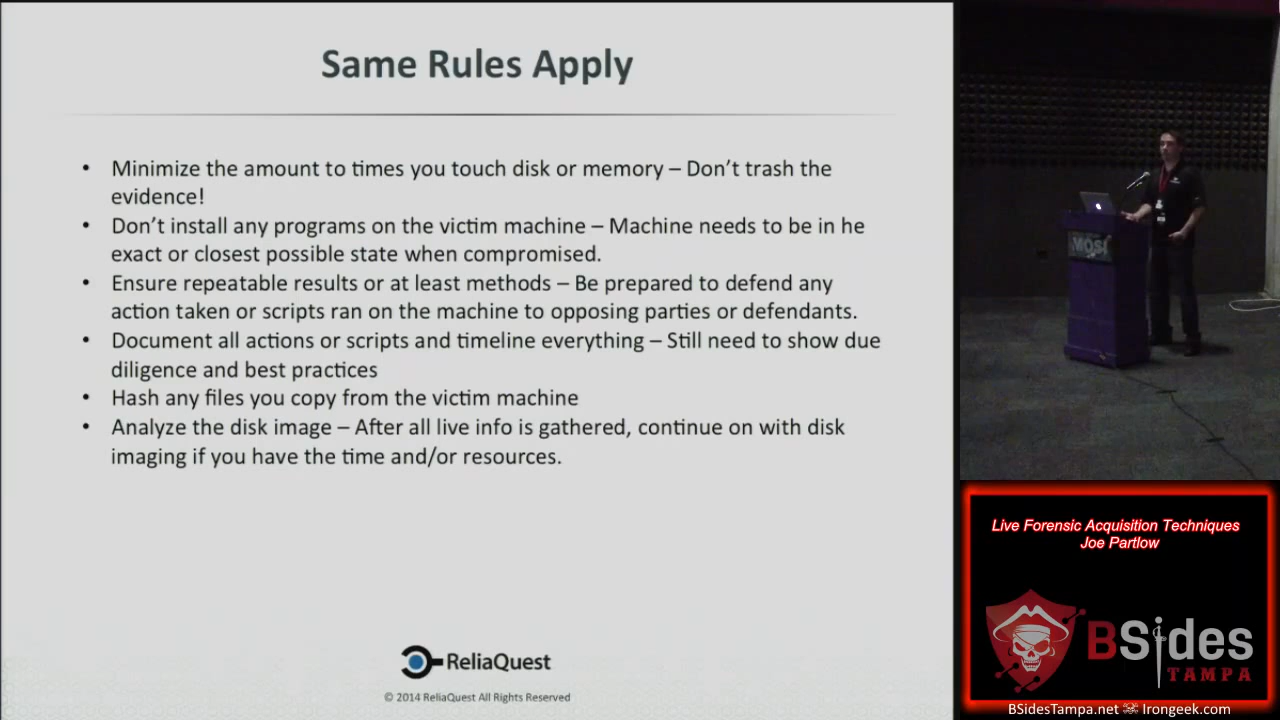 Same Rules Apply
• Minimize the amount to times you touch disk or memory – Don't trash the
evidence!
• Don't install any programs on the victim machine – Machine needs to be in he
exact or closest possible state when compromised.
• Ensure repeatable results or at least methods – Be prepared to defend any
action taken or scripts ran on the machine to opposing parties or defendants.
• Document all actions or scripts and timeline everything – Still need to show due
diligence and best practices
• Hash any files you copy from the victim machine
• Analyze the disk image – After all live info is gathered, continue on with disk
imaging if you have the time and/or resources.
ReliaQuest
© 2014 ReliaQuest All Rights Reserved
MOSI
Live Forensic Acquisition Techniques
Joe Partlow
BSides
TAMPA
BSidesTampa.net Irongeek.com